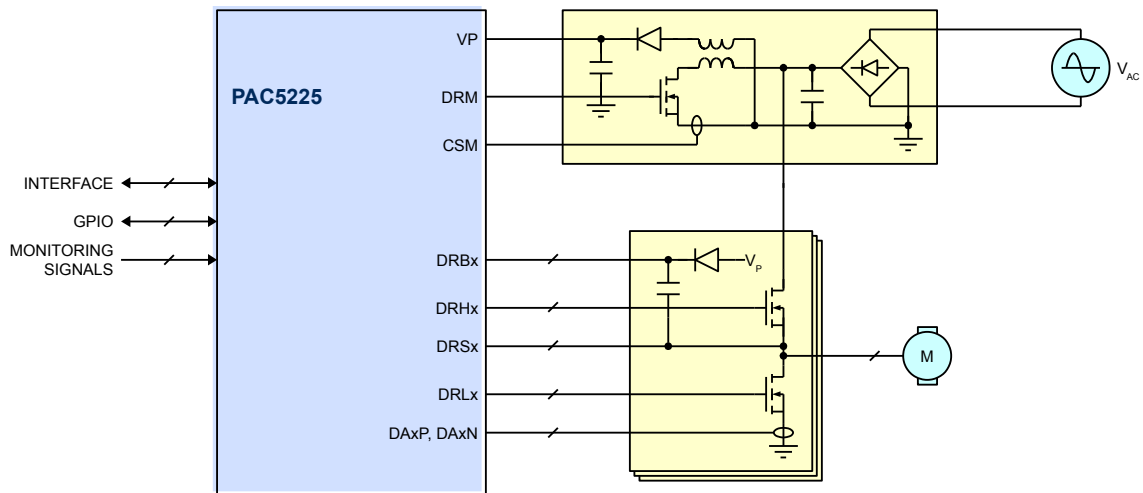 VP
PAC5225
DRM
V_AC
CSM
INTERFACE
GPIO
MONITORING
SIGNALS
DRBx
V_P
DRHx
DRSx
M
DRLx
DAxP, DAxN